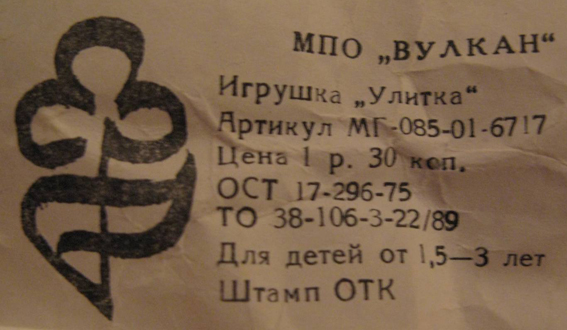 МПО „ВУЛКАН“
Игрушка „Улитка“
Артикул МГ-085-01-6717
Цена 1 р. 30 коп.
ОСТ 17-296-75
ТО 38-106-3-22/89
Для детей от 1,5—3 лет
Штамп ОТК